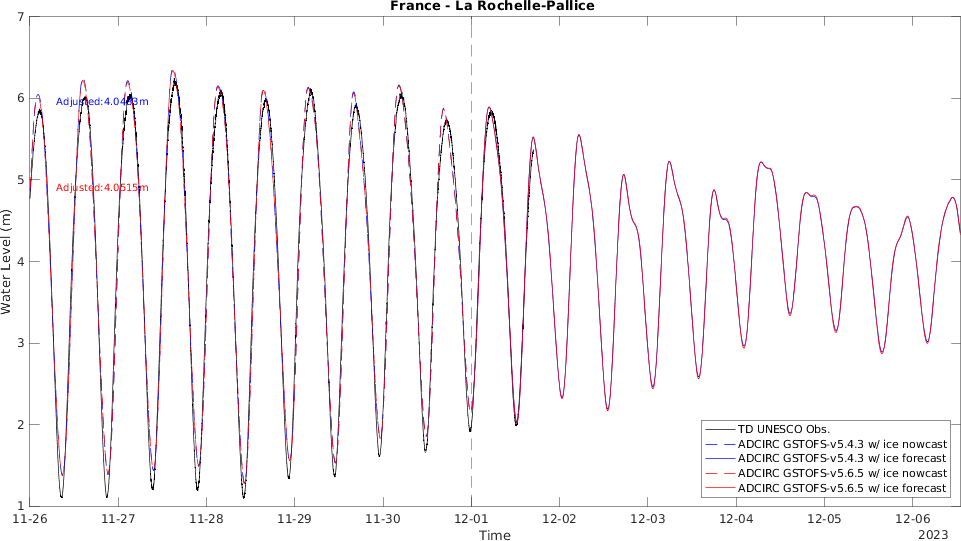 France - La Rochelle-Pallice
7
6
5
4
3
2
1
Water Level (m)
Adjusted:4.0515m
TD UNESCO Obs.
ADCIRC GSTOFS-v5.4.3 w/ ice nowcast
ADCIRC GSTOFS-v5.4.3 w/ ice forecast
ADCIRC GSTOFS-v5.6.5 w/ ice nowcast
ADCIRC GSTOFS-v5.6.5 w/ ice forecast
11-26 11-27 11-28 11-29 11-30 12-01 12-02 12-03 12-04 12-05 12-06
Time
2023